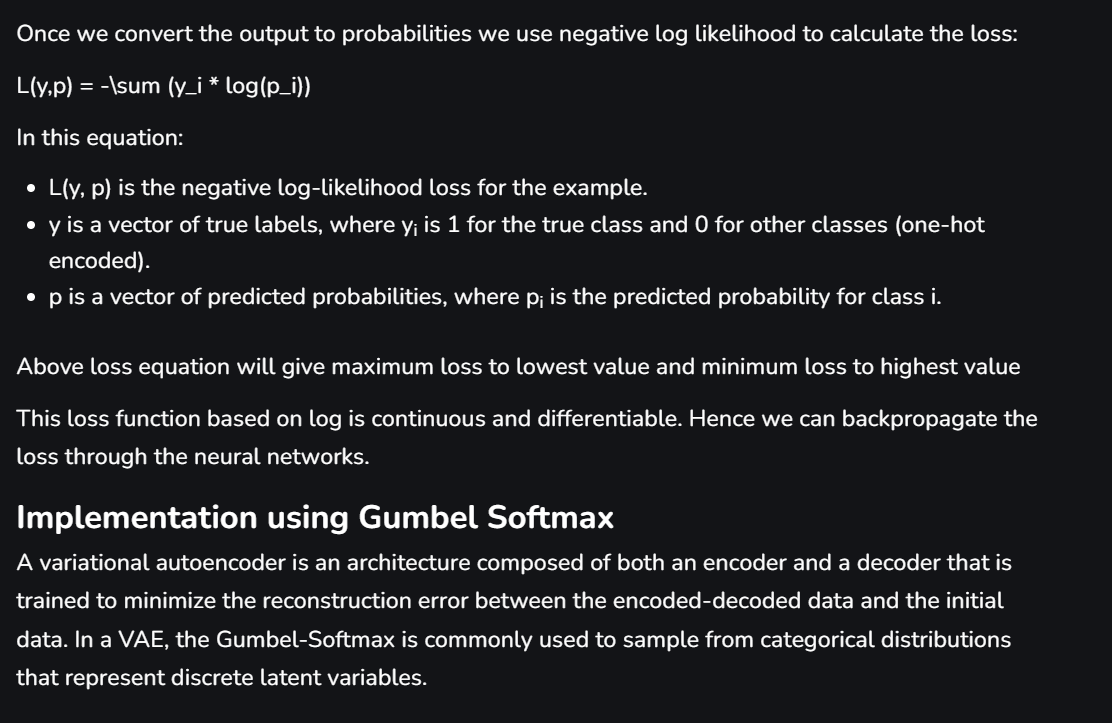 Once we convert the output to probabilities we use negative log likelihood to calculate the loss:
L(y,p) = -\sum (y_i * log(p_i))
In this equation:
• L(y, p) is the negative log-likelihood loss for the example.
• y is a vector of true labels, where yᵢ is 1 for the true class and 0 for other classes (one-hot
encoded).
• p is a vector of predicted probabilities, where pᵢ is the predicted probability for class i.
Above loss equation will give maximum loss to lowest value and minimum loss to highest value
This loss function based on log is continuous and differentiable. Hence we can backpropagate the
loss through the neural networks.
Implementation using Gumbel Softmax
A variational autoencoder is an architecture composed of both an encoder and a decoder that is
trained to minimize the reconstruction error between the encoded-decoded data and the initial
data. In a VAE, the Gumbel-Softmax is commonly used to sample from categorical distributions
that represent discrete latent variables.